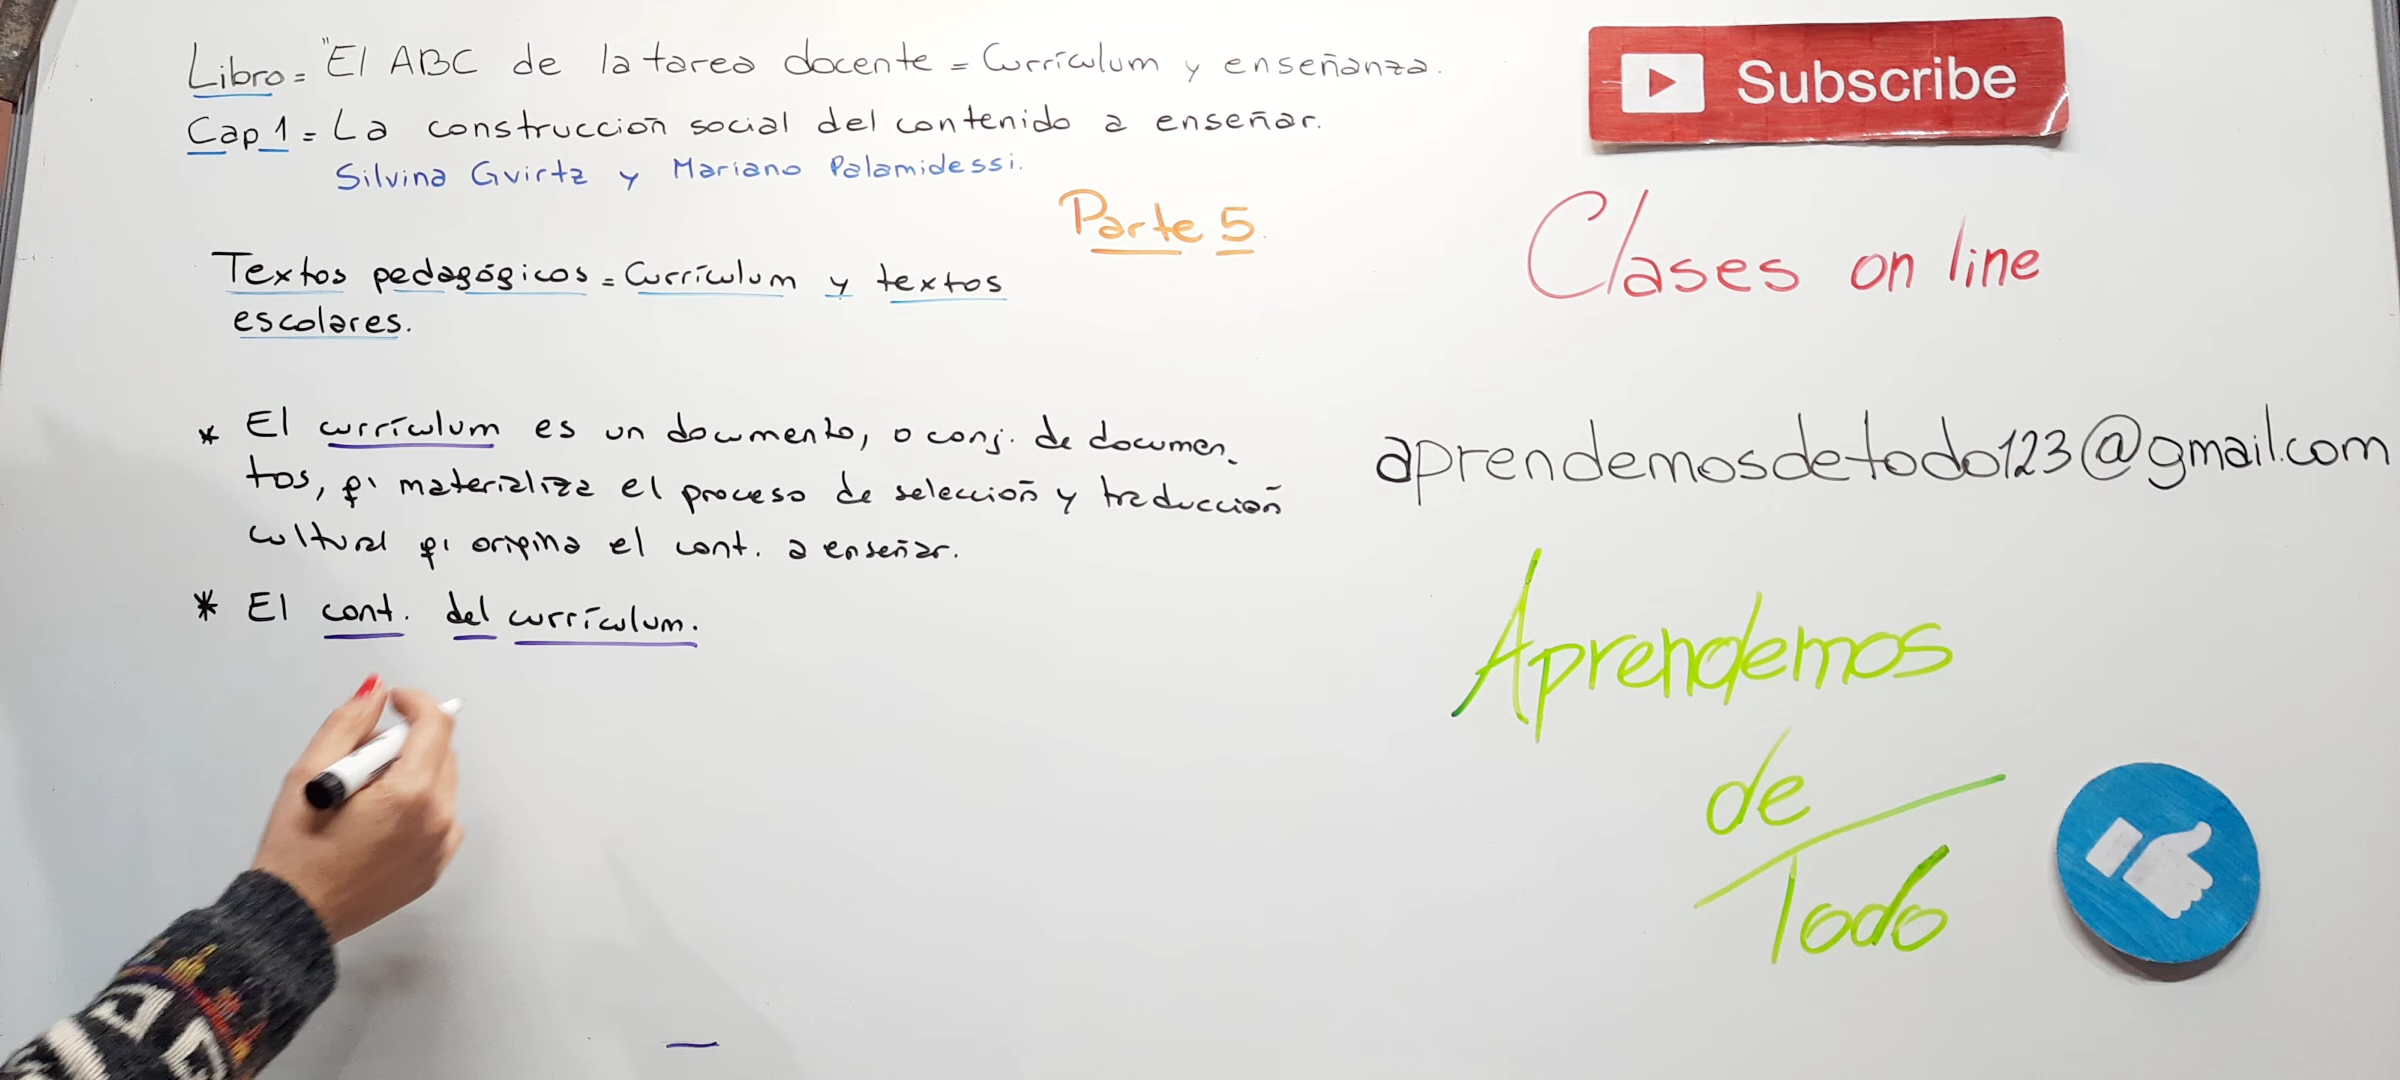 Libro = "El ABC de la tarea docente = Currículum y enseñanza.
Cap 1 = La construcción social del contenido a enseñar.
Silvina Gvirtz y Mariano Palamidessi.
Parte 5.
Textos pedagógicos = Currículum y textos
escolares.
* El currículum es un documento, o conj. de documen-
tos, q' materializa el proceso de selección y traducción
cultural q' origina el cont. a enseñar.
* El cont. del currículum.
Subscribe
Clases on line
aprendemosdetodo123@gmail.com
Aprendemos
de
Todo